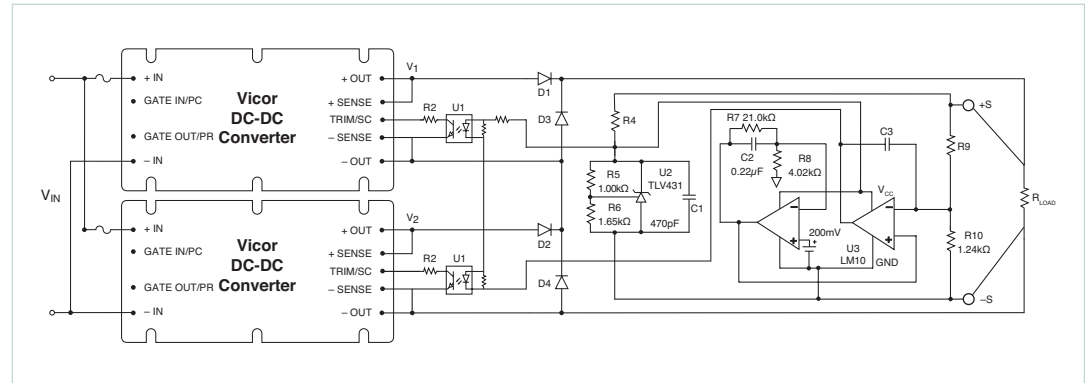 + IN
GATE IN/PC
GATE OUT/PR
– IN
Vicor
DC-DC
Converter
+ OUT
+ SENSE
TRIM/SC
– SENSE
– OUT
V1
R2
U1
D1
D3
VIN
+ IN
GATE IN/PC
GATE OUT/PR
– IN
Vicor
DC-DC
Converter
+ OUT
+ SENSE
TRIM/SC
– SENSE
– OUT
V2
R2
U1
D2
D4
R4
R5
1.00kΩ
R6
1.65kΩ
U2
TLV431
470pF
C1
R7 21.0kΩ
C2
0.22µF
R8
4.02kΩ
C3
VCC
200mV
U3
LM10
GND
+S
R9
R10
1.24kΩ
–S
RLOAD